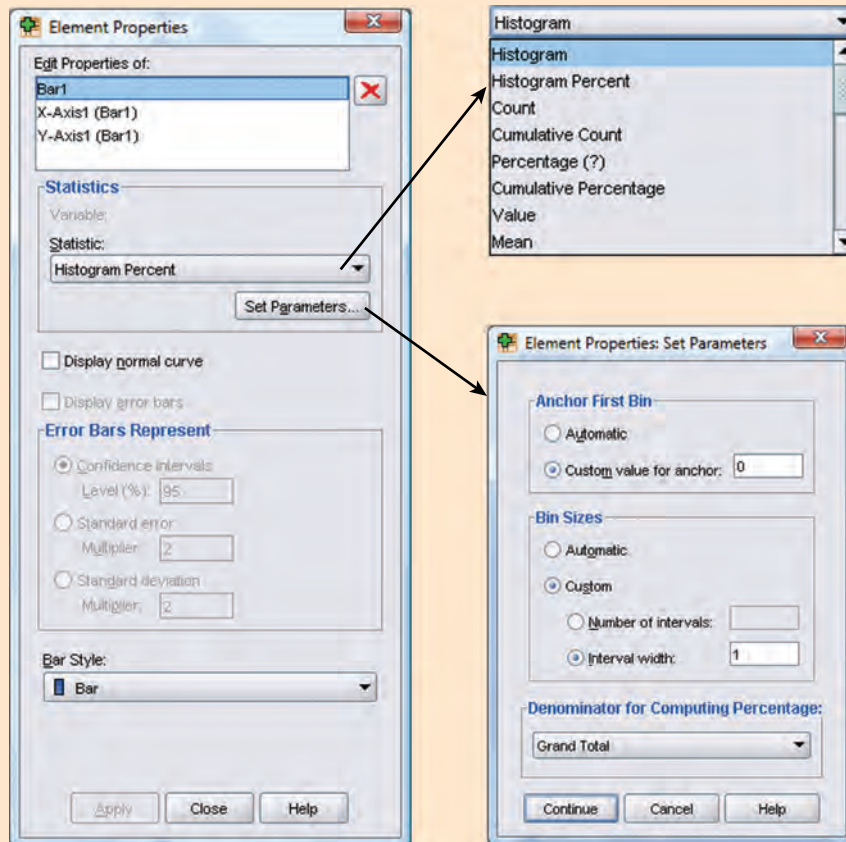 Element Properties
Edit Properties of:
Bar1
X-Axis1 (Bar1)
Y-Axis1 (Bar1)
Statistics
Variable:
Statistic:
Histogram Percent
Set Parameters...
Display normal curve
Display error bars
Error Bars Represent
Confidence intervals
Level (%): 95
Standard error
Multiplier: 2
Standard deviation
Multiplier: 2
Bar Style:
Bar
Apply Close Help
Histogram
Histogram
Histogram Percent
Count
Cumulative Count
Percentage (?)
Cumulative Percentage
Value
Mean
Element Properties: Set Parameters
Anchor First Bin
Automatic
Custom value for anchor: 0
Bin Sizes
Automatic
Custom
Number of intervals:
Interval width: 1
Denominator for Computing Percentage:
Grand Total
Continue Cancel Help